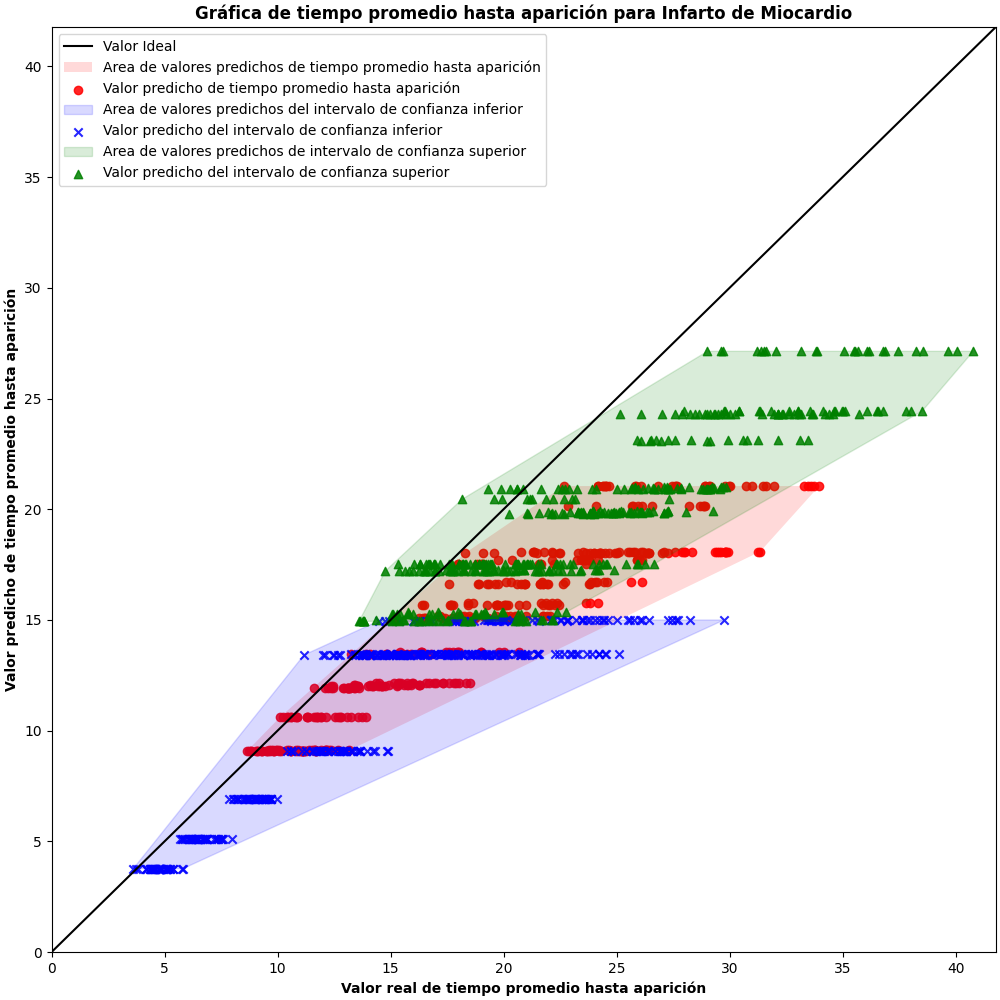 Gráfica de tiempo promedio hasta aparición para Infarto de Miocardio
Valor Ideal
Area de valores predichos de tiempo promedio hasta aparición
Valor predicho de tiempo promedio hasta aparición
Area de valores predichos del intervalo de confianza inferior
Valor predicho del intervalo de confianza inferior
Area de valores predichos de intervalo de confianza superior
Valor predicho del intervalo de confianza superior
Valor predicho de tiempo promedio hasta aparición
40
35
30
25
20
15
10
5
0
0 5 10 15 20 25 30 35 40
Valor real de tiempo promedio hasta aparición